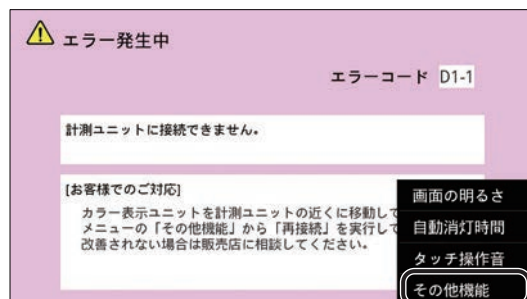 エラー発生中
エラーコード D1-1
計測ユニットに接続できません。
[お客様でのご対応]
カラー表示ユニットを計測ユニットの近くに移動して
メニューの「その他機能」から「再接続」を実行して
改善されない場合は販売店に相談してください。
画面の明るさ
自動消灯時間
タッチ操作音
その他機能